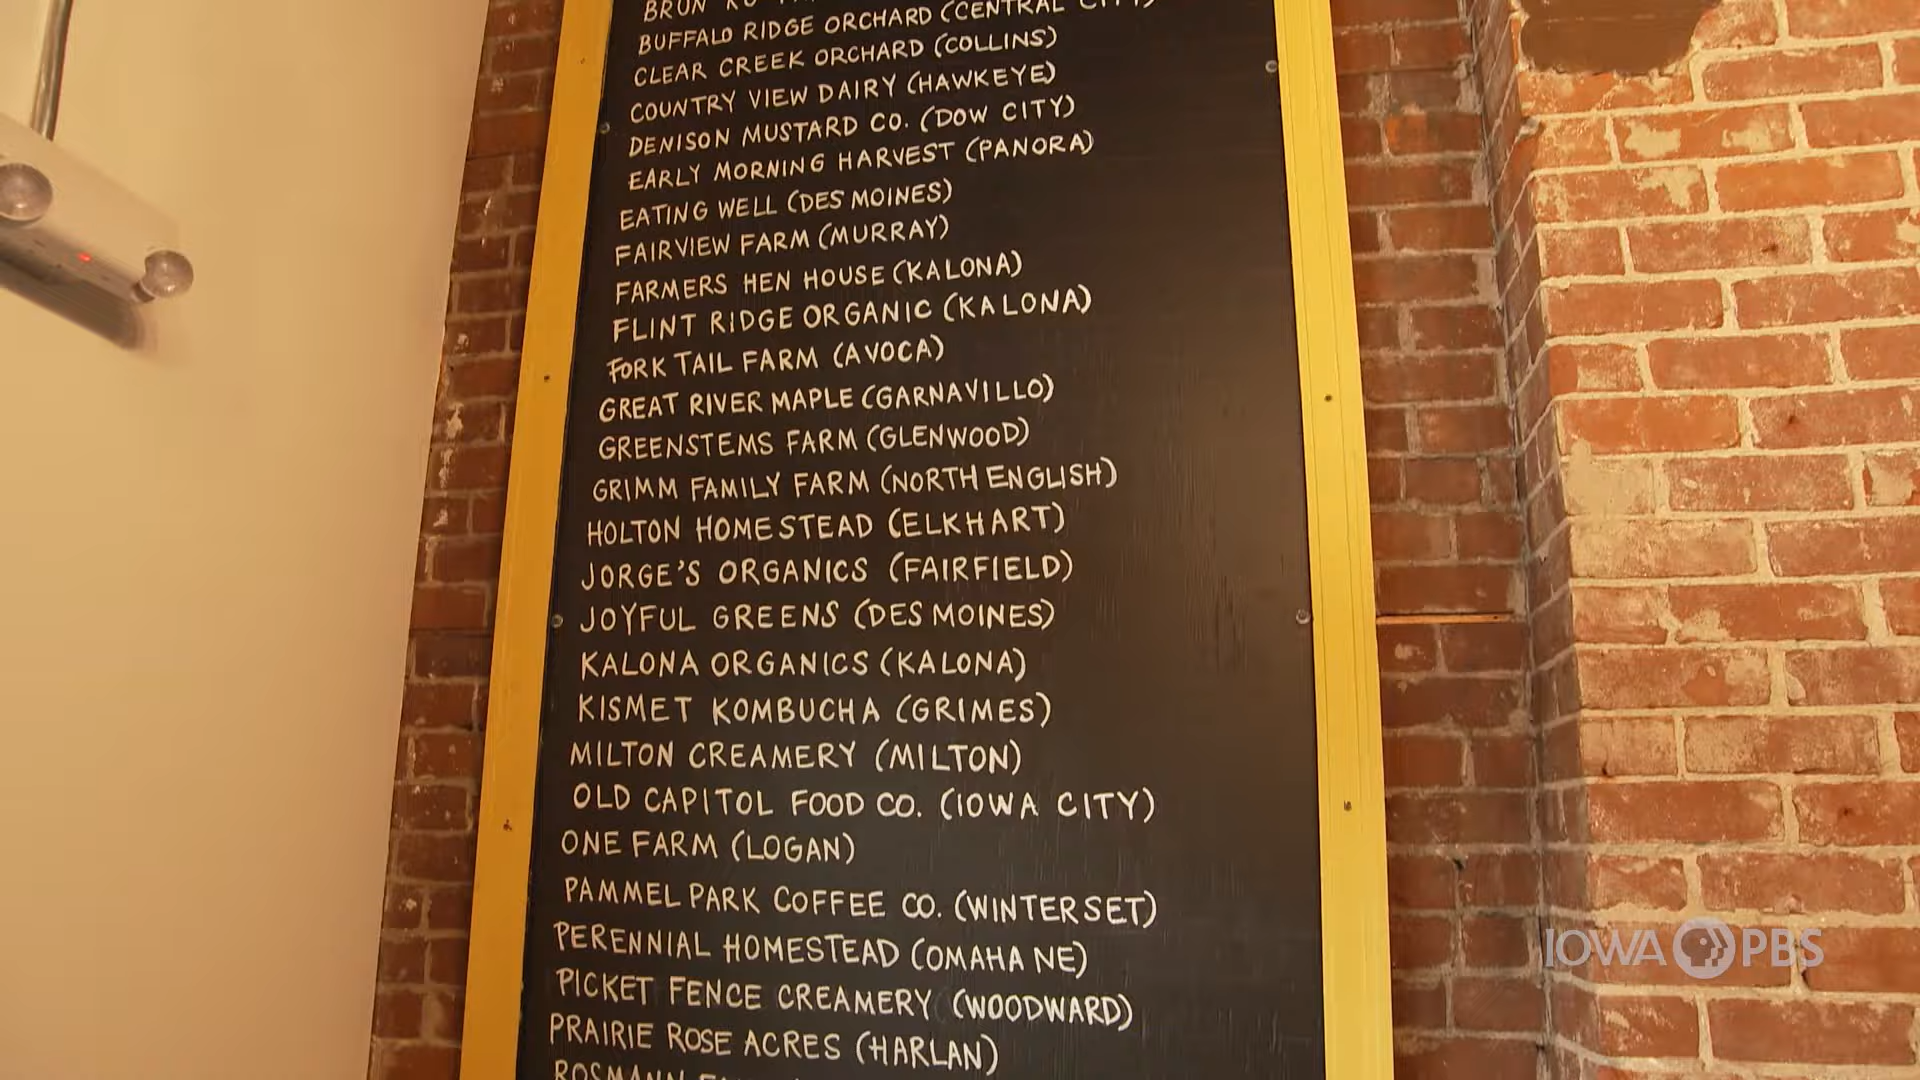 BUFFALO RIDGE ORCHARD (CENTRAL CITY)
CLEAR CREEK ORCHARD (COLLINS)
COUNTRY VIEW DAIRY (HAWKEYE)
DENISON MUSTARD CO. (DOW CITY)
EARLY MORNING HARVEST (PANORA)
EATING WELL (DES MOINES)
FAIRVIEW FARM (MURRAY)
FARMERS HEN HOUSE (KALONA)
FLINT RIDGE ORGANIC (KALONA)
FORK TAIL FARM (AVOCA)
GREAT RIVER MAPLE (GARNAVILLO)
GREENSTEMS FARM (GLENWOOD)
GRIMM FAMILY FARM (NORTH ENGLISH)
HOLTON HOMESTEAD (ELKHART)
JORGE'S ORGANICS (FAIRFIELD)
JOYFUL GREENS (DES MOINES)
KALONA ORGANICS (KALONA)
KISMET KOMBUCHA (GRIMES)
MILTON CREAMERY (MILTON)
OLD CAPITOL FOOD CO. (IOWA CITY)
ONE FARM (LOGAN)
PAMMEL PARK COFFEE CO. (WINTERSET)
PERENNIAL HOMESTEAD (OMAHA NE)
PICKET FENCE CREAMERY (WOODWARD)
PRAIRIE ROSE ACRES (HARLAN)
IOWA PBS